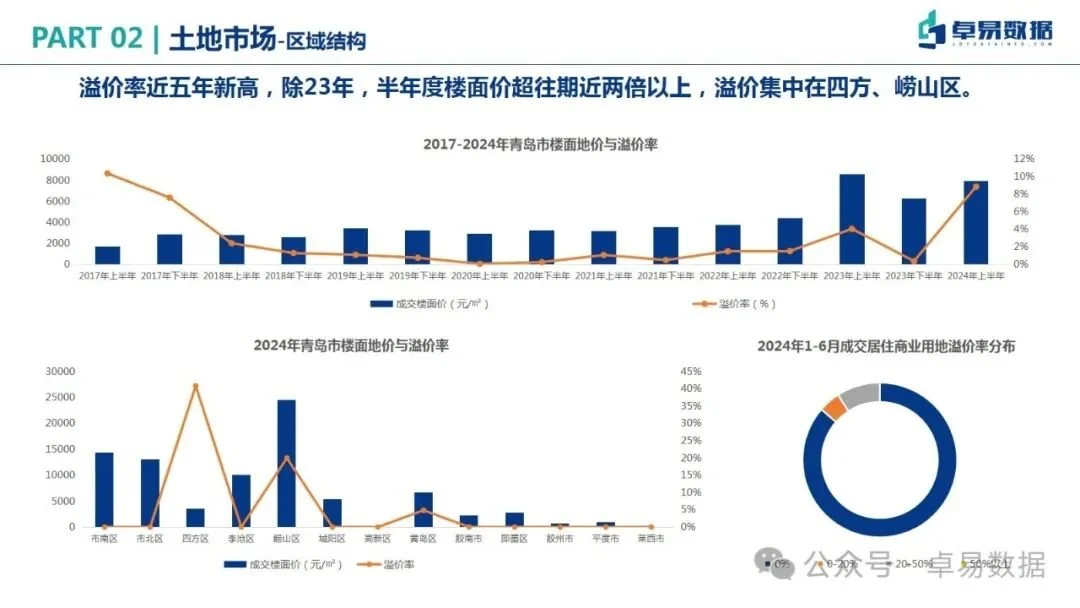 PART 02 | 土地市场-区域结构
卓易数据
溢价率近五年新高，除23年，半年度楼面价超往期近两倍以上，溢价集中在四方、崂山区。
2017-2024年青岛市楼面地价与溢价率
10000
8000
6000
4000
2000
0
12%
10%
8%
6%
4%
2%
0%
2017年上半年 2017年下半年 2018年上半年 2018年下半年 2019年上半年 2019年下半年 2020年上半年 2020年下半年 2021年上半年 2021年下半年 2022年上半年 2022年下半年 2023年上半年 2023年下半年 2024年上半年
成交楼面价（元/㎡） 溢价率（%）
2024年青岛市楼面地价与溢价率
30000
25000
20000
15000
10000
5000
0
45%
40%
35%
30%
25%
20%
15%
10%
5%
0%
市南区 市北区 四方区 李沧区 崂山区 城阳区 高新区 黄岛区 胶南市 即墨区 胶州市 平度市 莱西市
成交楼面价（元/㎡） 溢价率
2024年1-6月成交居住商业用地溢价率分布
0% 0-20% 20-50% 50%以上
公众号 卓易数据